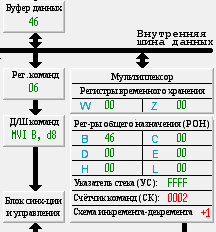 Буфер данных
46
Внутренняя
шина данных
Рег.команд
06
Д/Ш команд
MVI B, d8
Блок синх-ции
и управления
Мультиплексор
Регистры временного хранения
W 00 Z 00
Рег-ры общего назначения (РОН)
B 46 C 00
D 00 E 00
H 00 L 00
Указатель стека (УС): FFFF
Счётчик команд (СК): 0002
Схема инкремента-декремента +1